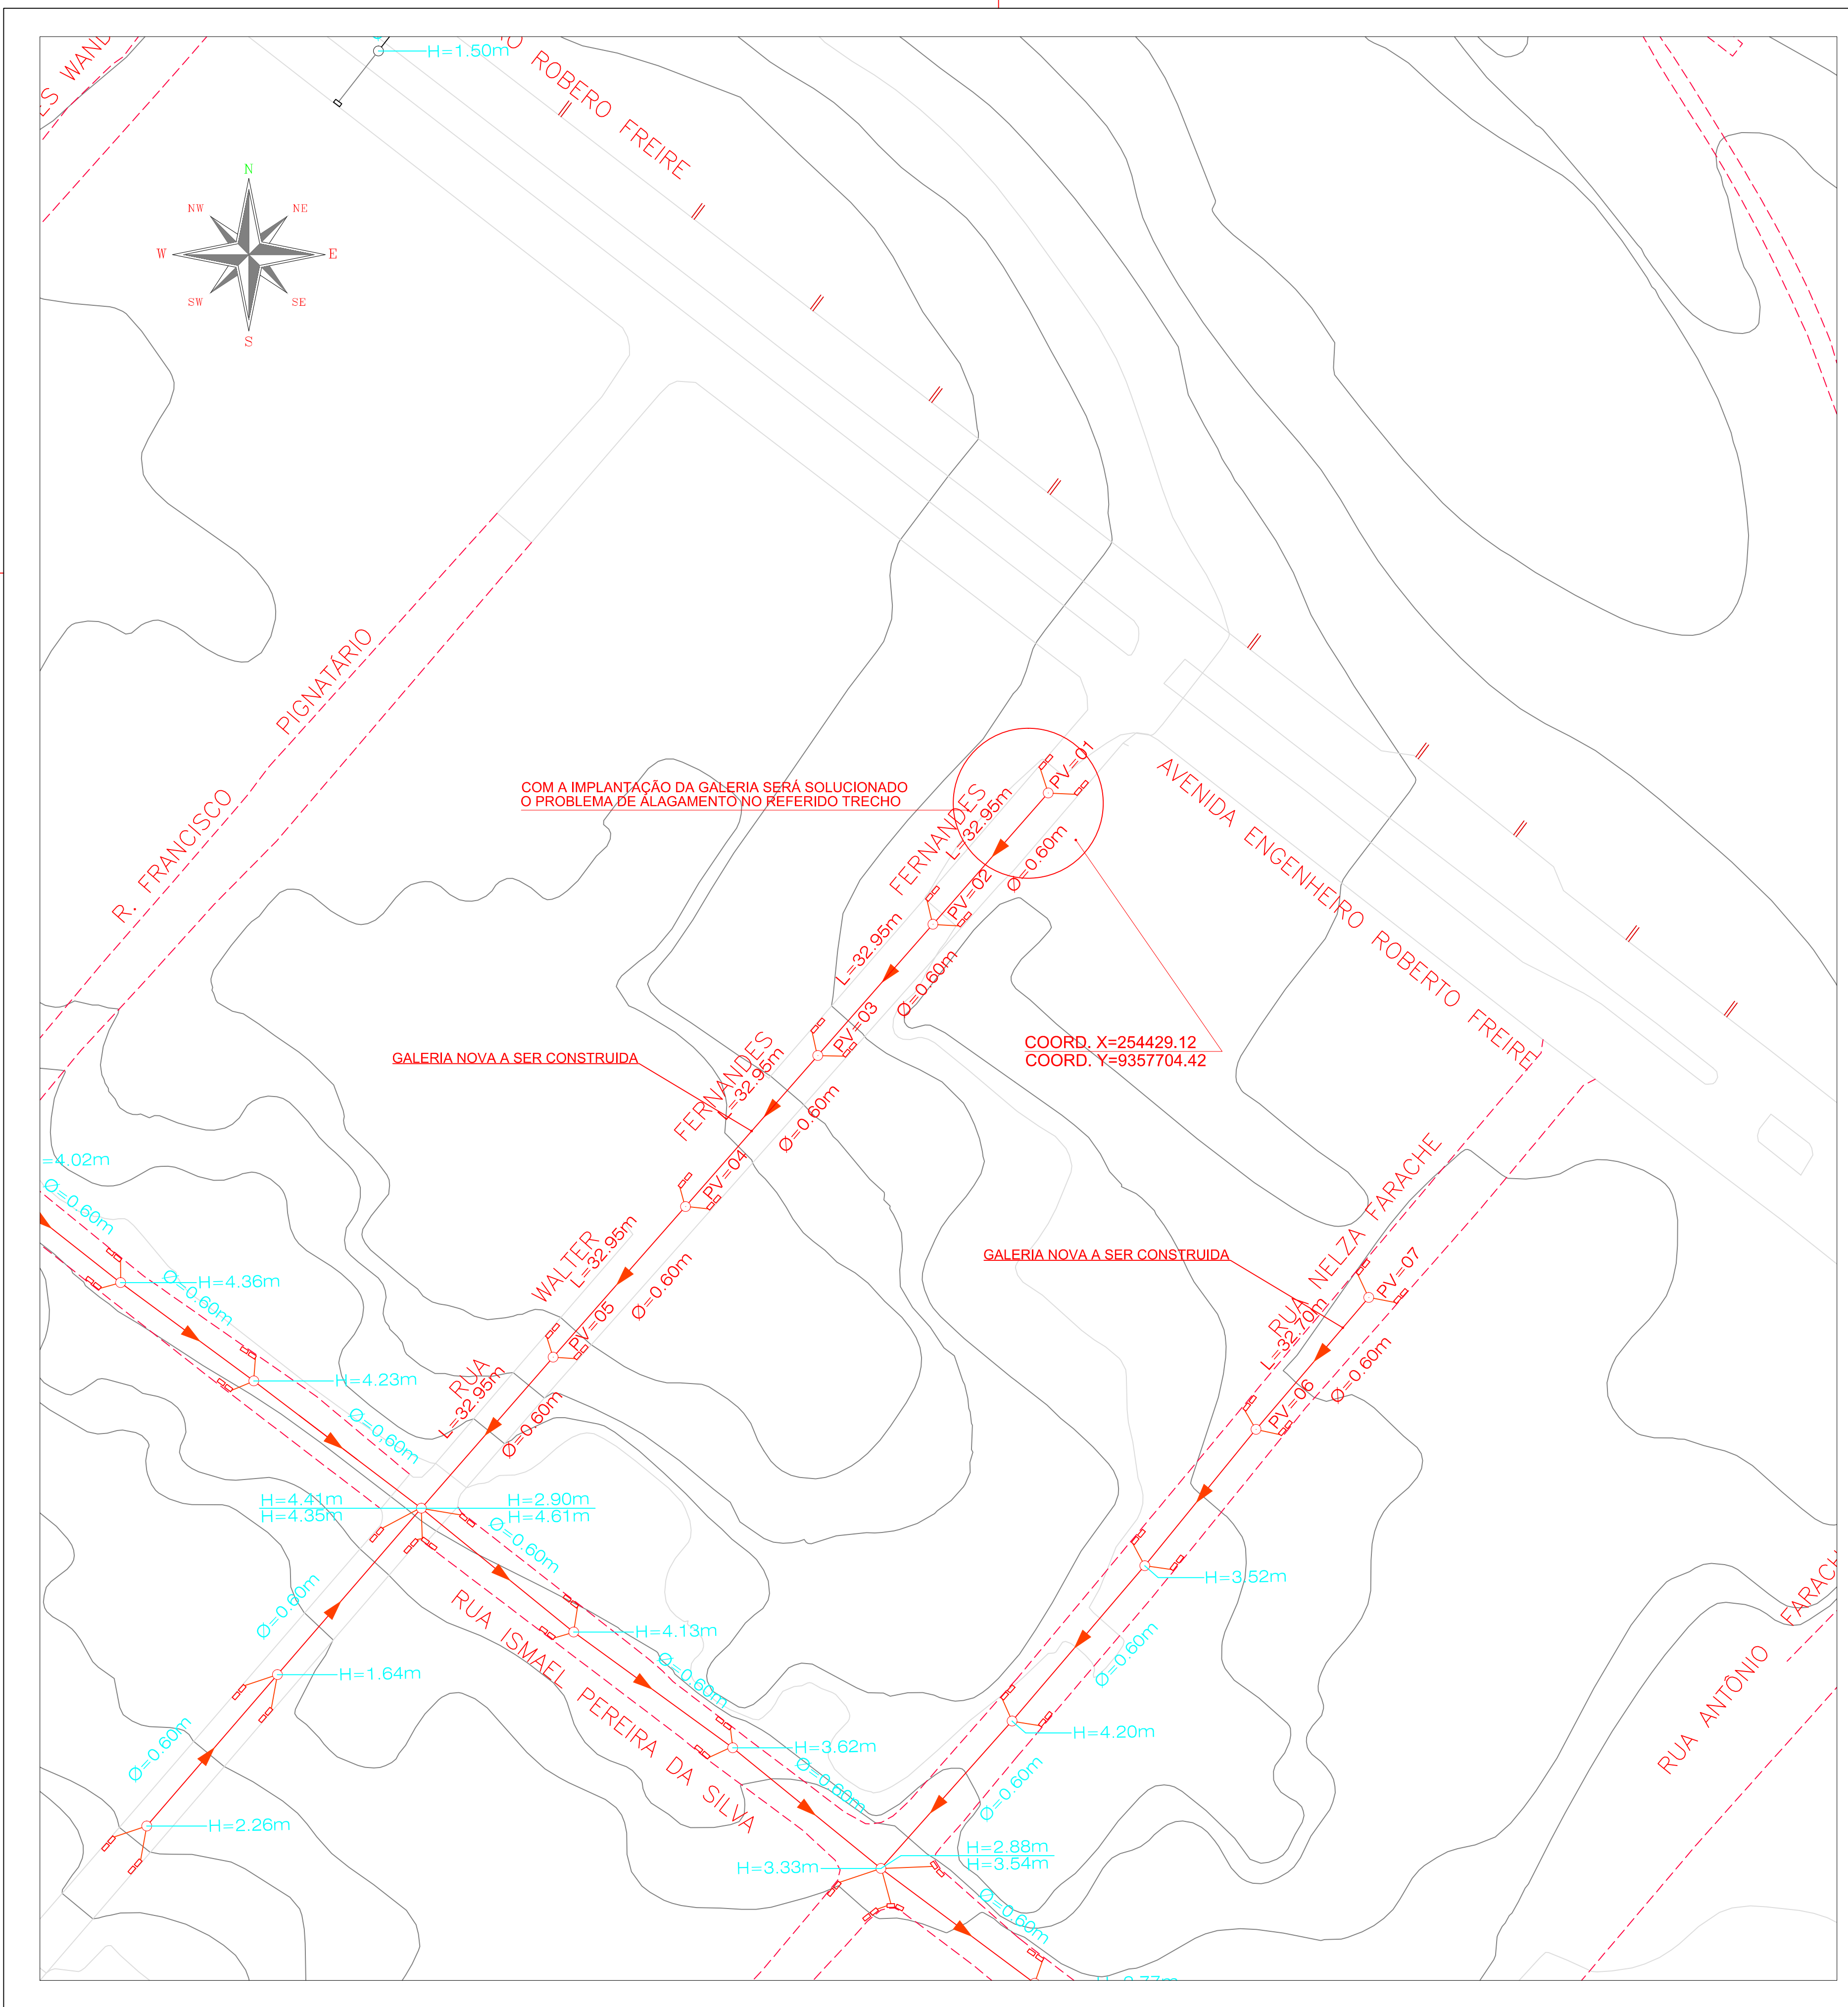 WAND
ES
H=1.50m
O ROBERO FREIRE
N
NW
NE
W
E
SW
SE
S
R. FRANCISCO PIGNATÁRIO
COM A IMPLANTAÇÃO DA GALERIA SERÁ SOLUCIONADO
O PROBLEMA DE ALAGAMENTO NO REFERIDO TRECHO
PV=01
L=32.95m
Ø=0.60m
FERNANDES
AVENIDA ENGENHEIRO ROBERTO FREIRE
PV=02
L=32.95m
Ø=0.60m
COORD. X=254429.12
COORD. Y=9357704.42
PV=03
L=32.95m
Ø=0.60m
GALERIA NOVA A SER CONSTRUIDA
RUA WALTER FERNANDES
PV=04
L=32.95m
Ø=0.60m
PV=05
L=32.95m
Ø=0.60m
GALERIA NOVA A SER CONSTRUIDA
RUA NELZA FARACHE
PV=07
L=32.70m
Ø=0.60m
PV=06
=4.02m
Ø=0.60m
H=4.36m
Ø=0.60m
H=4.23m
Ø=0.60m
H=4.41m
H=4.35m
H=2.90m
H=4.61m
Ø=0.60m
H=3.52m
Ø=0.60m
H=4.13m
RUA ISMAEL PEREIRA DA SILVA
H=1.64m
Ø=0.60m
Ø=0.60m
Ø=0.60m
H=4.20m
H=3.62m
Ø=0.60m
Ø=0.60m
H=2.26m
H=3.33m
H=2.88m
H=3.54m
Ø=0.60m
RUA ANTÔNIO FARACH